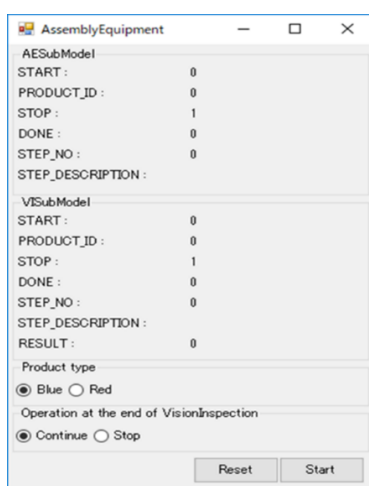 AssemblyEquipment
AESubModel
START : 0
PRODUCT_ID : 0
STOP : 1
DONE : 0
STEP_NO : 0
STEP_DESCRIPTION :
VISubModel
START : 0
PRODUCT_ID : 0
STOP : 1
DONE : 0
STEP_NO : 0
STEP_DESCRIPTION :
RESULT : 0
Product type
Blue Red
Operation at the end of VisionInspection
Continue Stop
Reset Start